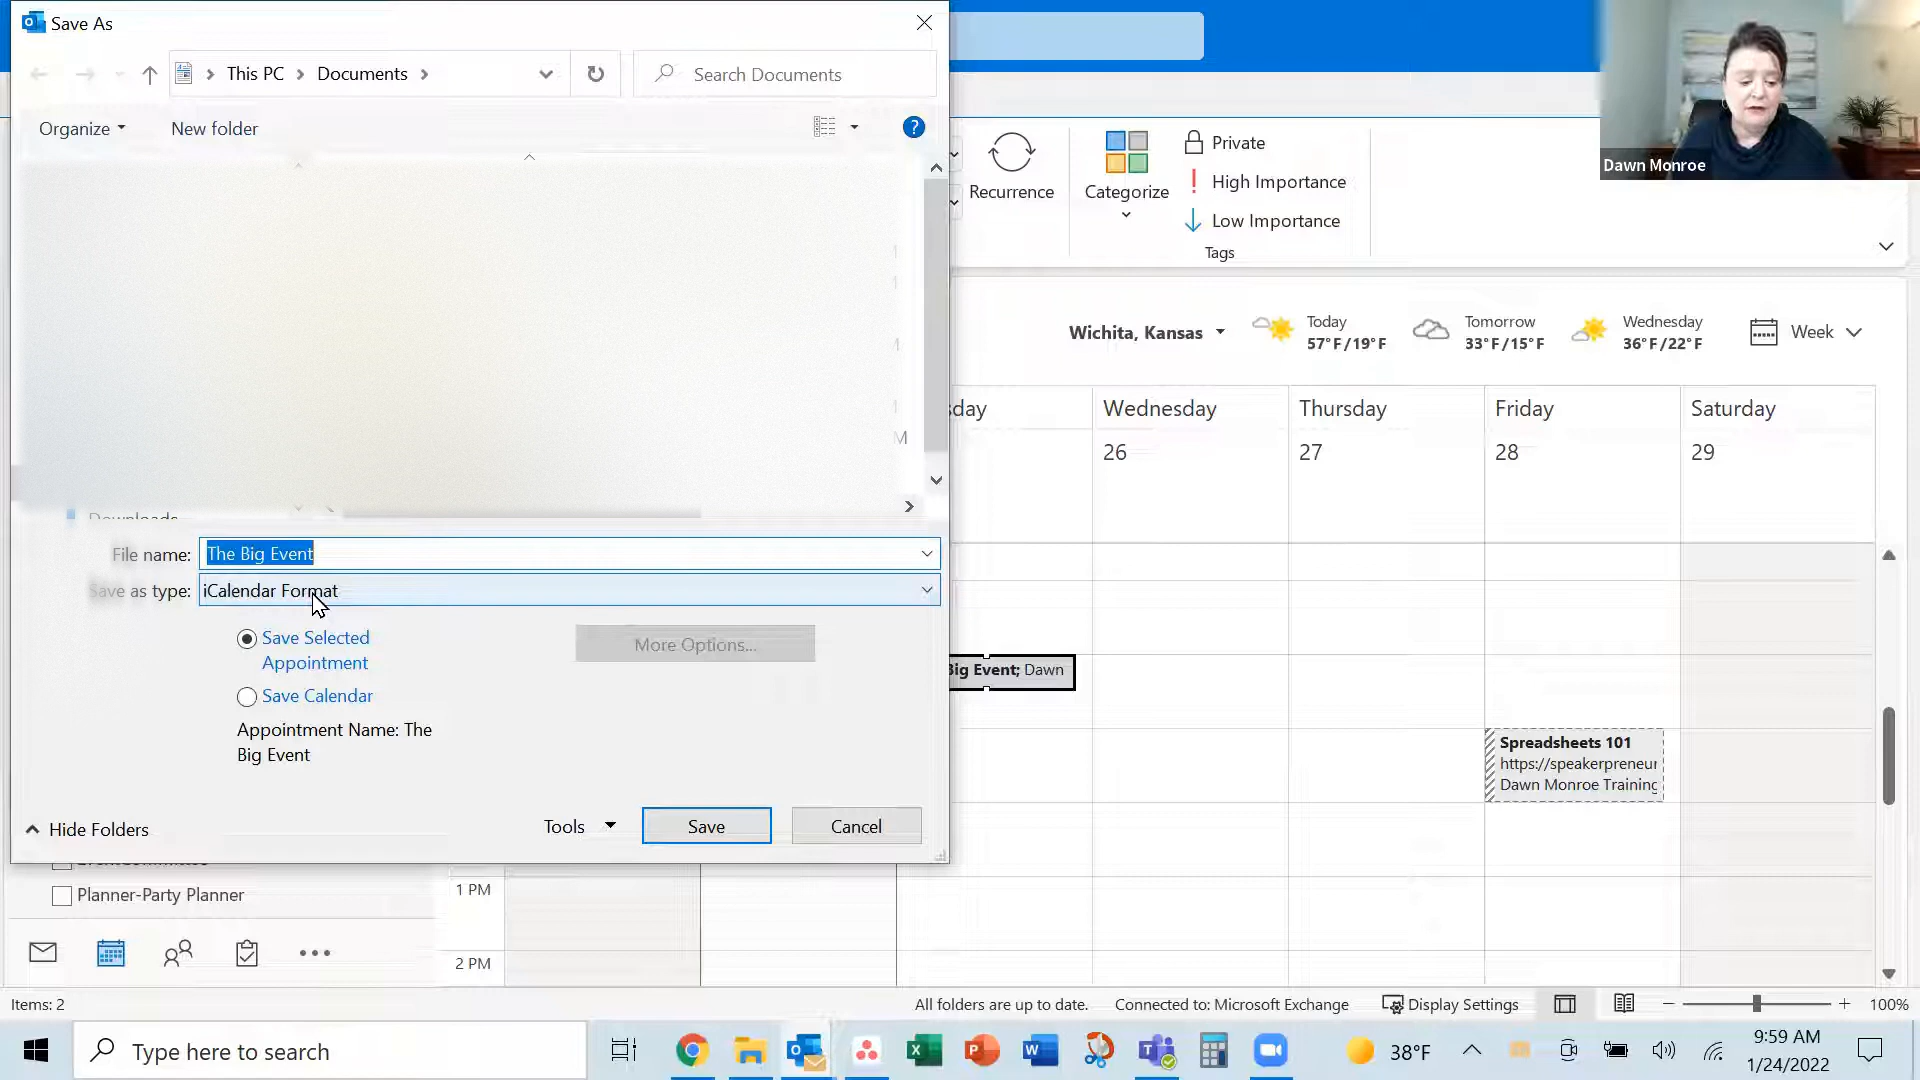 Save As
This PC
Documents
Search Documents
Organize
New folder
?
M
Downloads
File name:
The Big Event
Save as type:
iCalendar Format
Save Selected
Appointment
More Options...
Save Calendar
Appointment Name: The
Big Event
Hide Folders
Tools
Save
Cancel
Recurrence
Categorize
Private
High Importance
Low Importance
Tags
Dawn Monroe
Wichita, Kansas
Today
57°F/19°F
Tomorrow
33°F/15°F
Wednesday
36°F/22°F
Week
sday
Wednesday
Thursday
Friday
Saturday
26
27
28
29
Big Event; Dawn
Spreadsheets 101
https://speakerpreneur
Dawn Monroe Training
Planner-Party Planner
1 PM
2 PM
Items: 2
All folders are up to date.
Connected to: Microsoft Exchange
Display Settings
100%
Type here to search
38°F
9:59 AM
1/24/2022